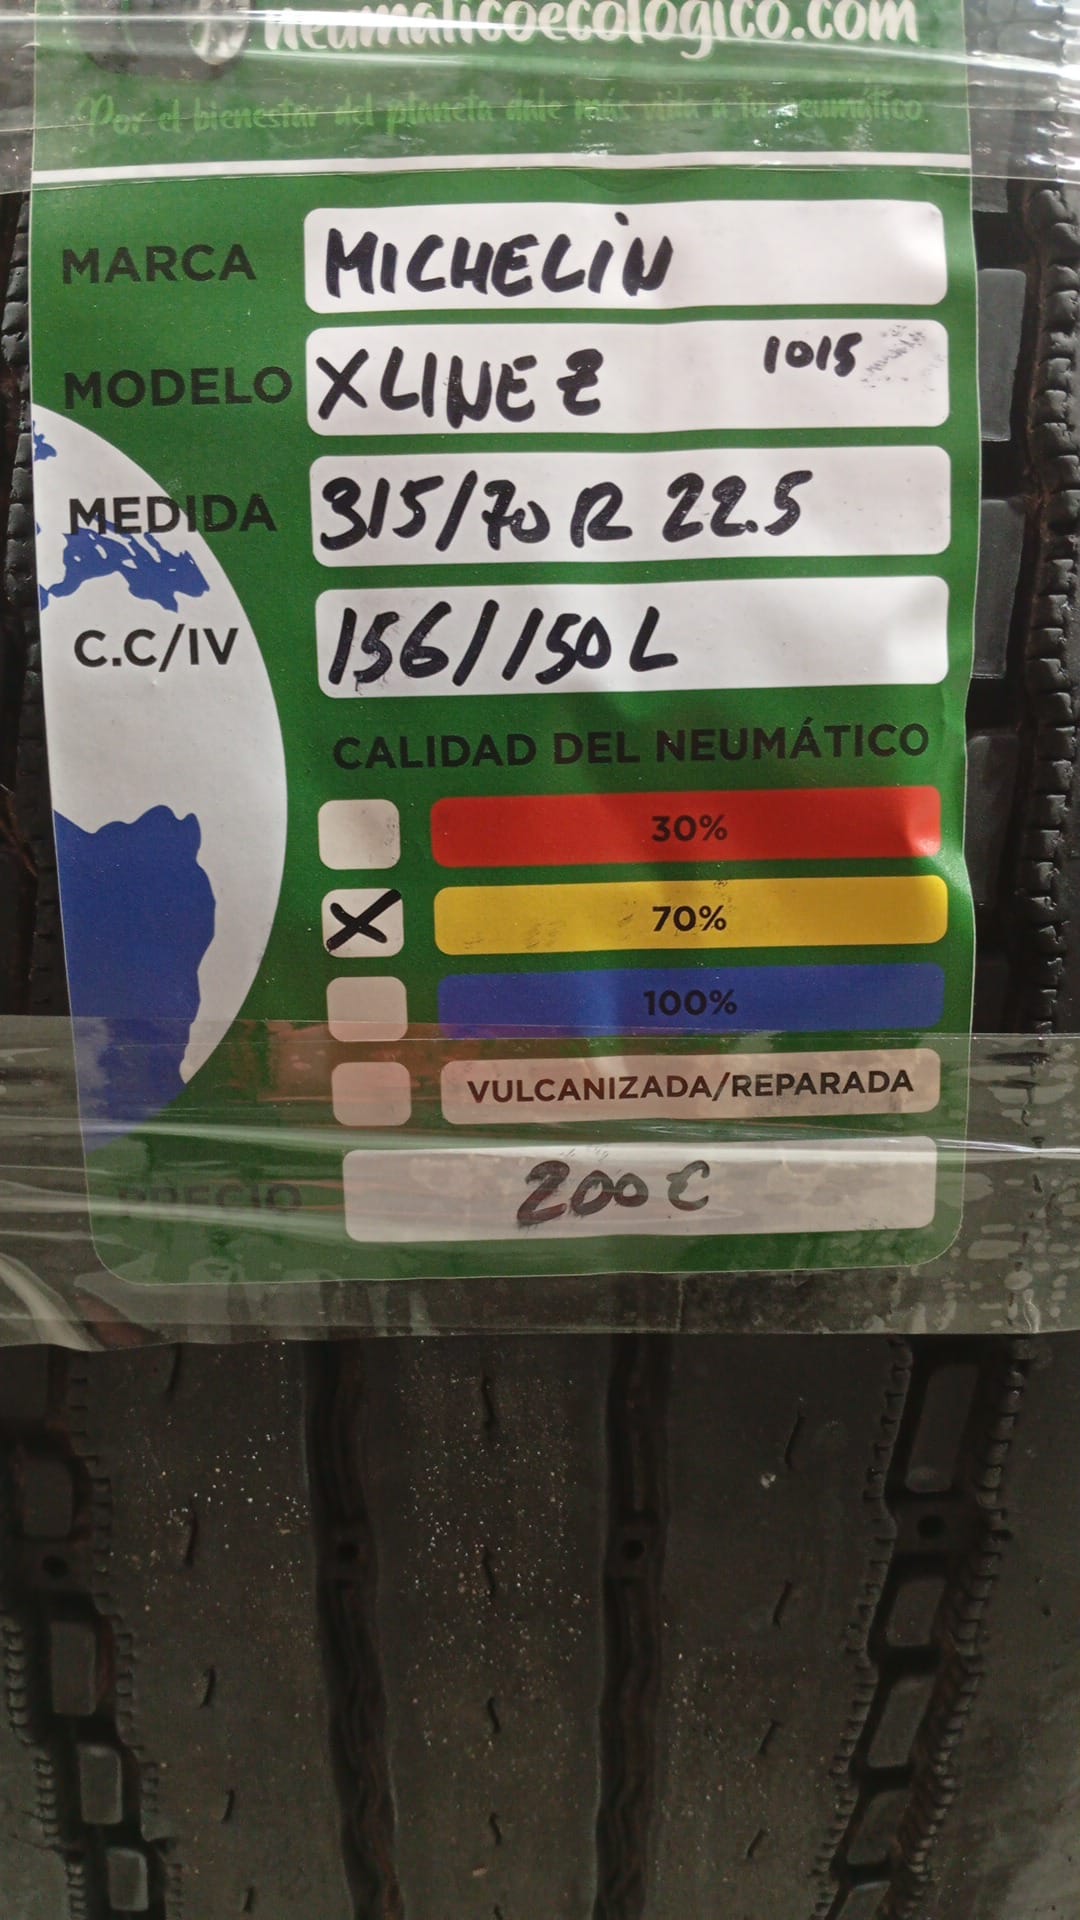 neumaticoecologico.com
Por el bienestar del planeta dale más vida a tu neumático
MARCA MICHELIN
MODELO X LINE Z 1015
MEDIDA 315/70 R 22.5
C.C/IV 156/150 L
CALIDAD DEL NEUMÁTICO
30%
X 70%
100%
VULCANIZADA/REPARADA
PRECIO 200 €